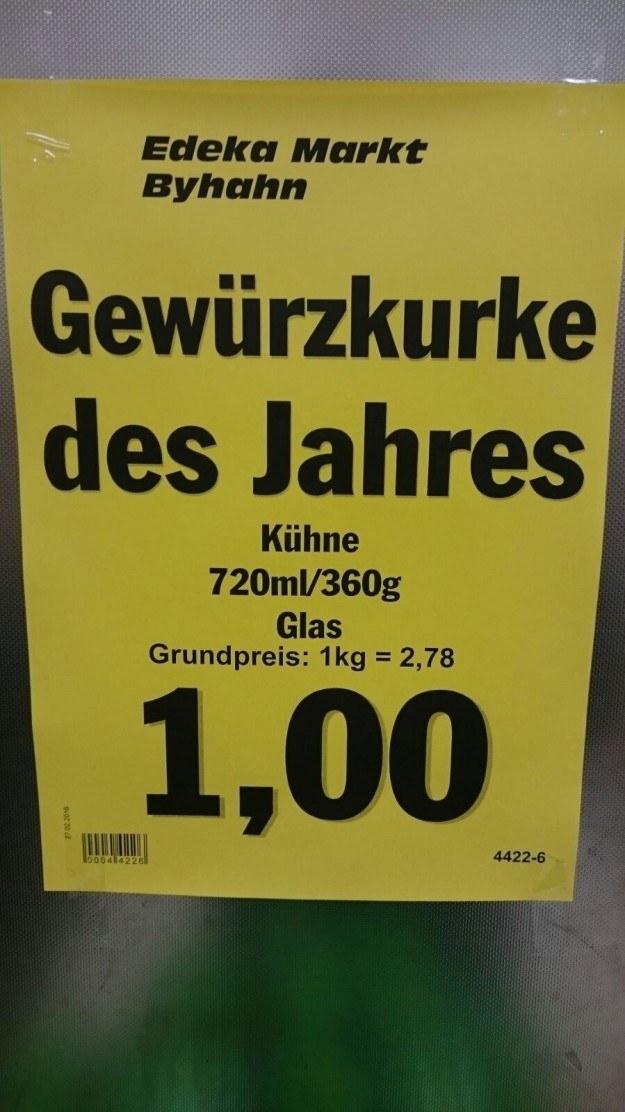 Edeka Markt
Byhahn
Gewürzkurke
des Jahres
Kühne
720ml/360g
Glas
Grundpreis: 1kg = 2,78
1,00
4422-6